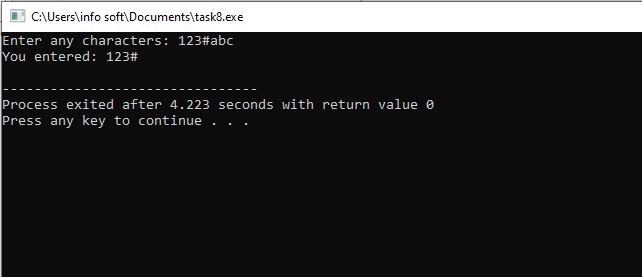 C:\Users\info soft\Documents\task8.exe
Enter any characters: 123#abc
You entered: 123#
--------------------------------
Process exited after 4.223 seconds with return value 0
Press any key to continue . . .